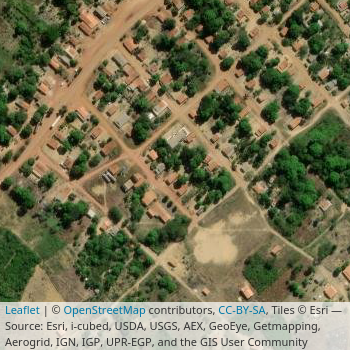 Leaflet | © OpenStreetMap contributors, CC-BY-SA, Tiles © Esri —
Source: Esri, i-cubed, USDA, USGS, AEX, GeoEye, Getmapping,
Aerogrid, IGN, IGP, UPR-EGP, and the GIS User Community